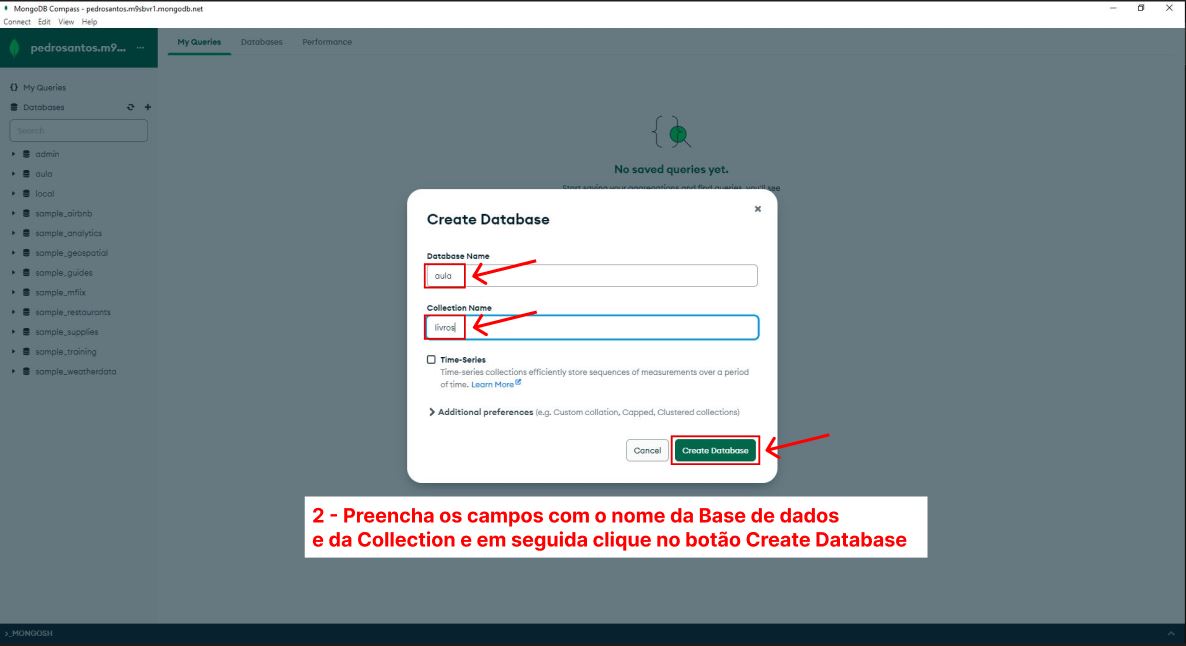 MongoDB Compass - pedrosantos.m9sbvr1.mongodb.net
Connect Edit View Help
pedrosantos.m9... ...
My Queries Databases Performance
My Queries
Databases
Search
admin
aula
local
sample_airbnb
sample_analytics
sample_geospatial
sample_guides
sample_mflix
sample_restaurants
sample_supplies
sample_training
sample_weatherdata
No saved queries yet.
Start saving your aggregations and find queries, you'll see
Create Database
Database Name
aula
Collection Name
livros
Time-Series
Time-series collections efficiently store sequences of measurements over a period
of time. Learn More
Additional preferences (e.g. Custom collation, Capped, Clustered collections)
Cancel Create Database
2 - Preencha os campos com o nome da Base de dados
e da Collection e em seguida clique no botão Create Database
>_MONGOSH